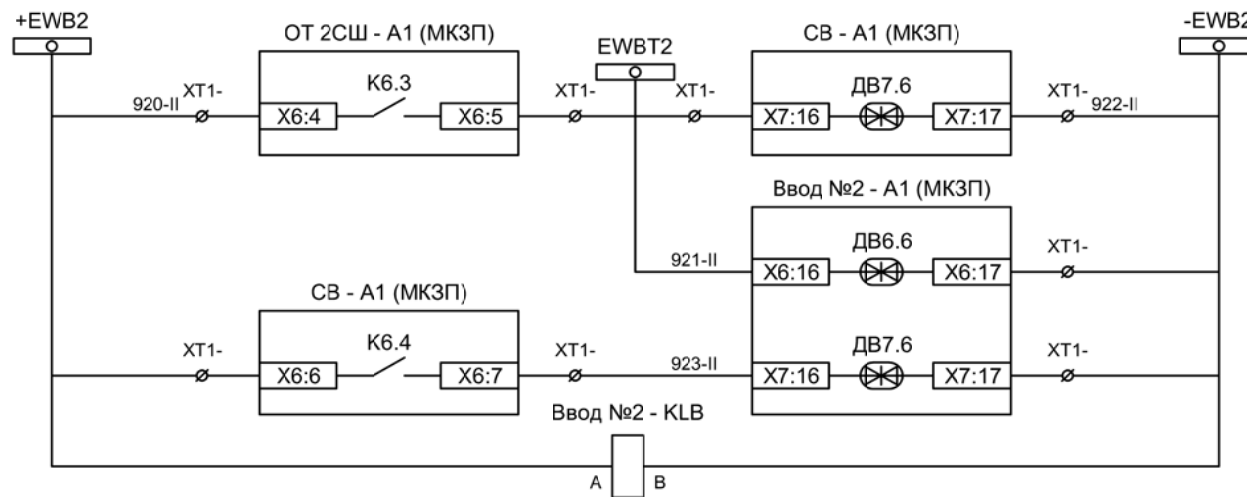 +EWB2
ОТ 2СШ - А1 (МКЗП)
EWBT2
СВ - А1 (МКЗП)
-EWB2
920-II
XT1-
X6:4
К6.3
X6:5
XT1-
XT1-
X7:16
ДВ7.6
X7:17
XT1-
922-II
Ввод №2 - А1 (МКЗП)
921-II
X6:16
ДВ6.6
X6:17
XT1-
СВ - А1 (МКЗП)
XT1-
X6:6
К6.4
X6:7
XT1-
923-II
X7:16
ДВ7.6
X7:17
XT1-
Ввод №2 - KLB
A
B